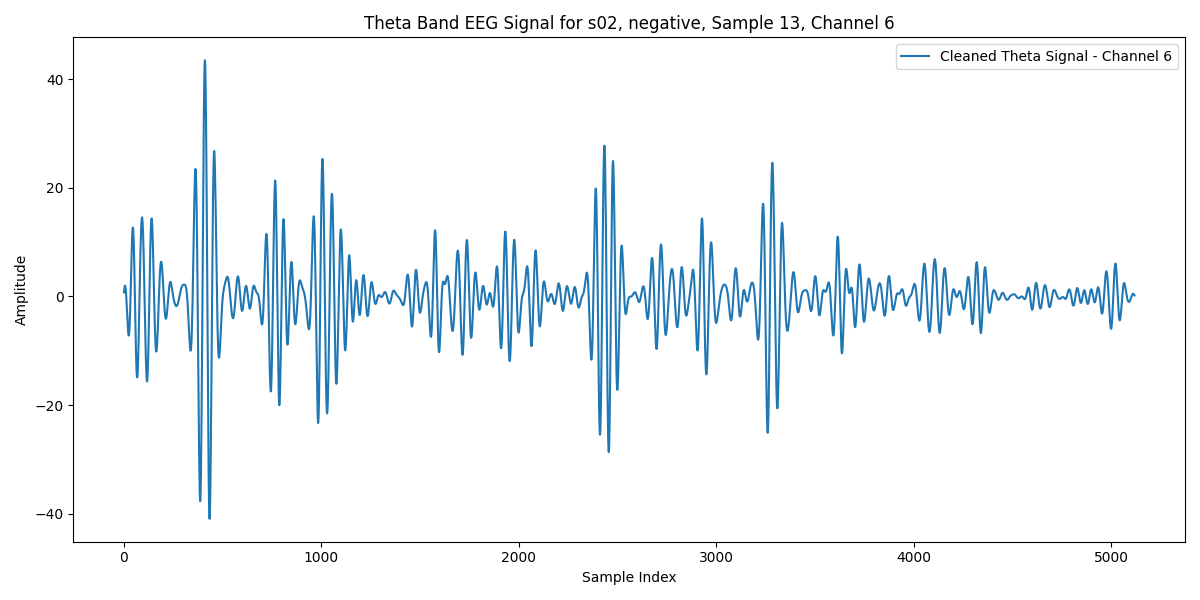 Theta Band EEG Signal for s02, negative, Sample 13, Channel 6
Cleaned Theta Signal - Channel 6
Amplitude
40
20
0
−20
−40
0 1000 2000 3000 4000 5000
Sample Index